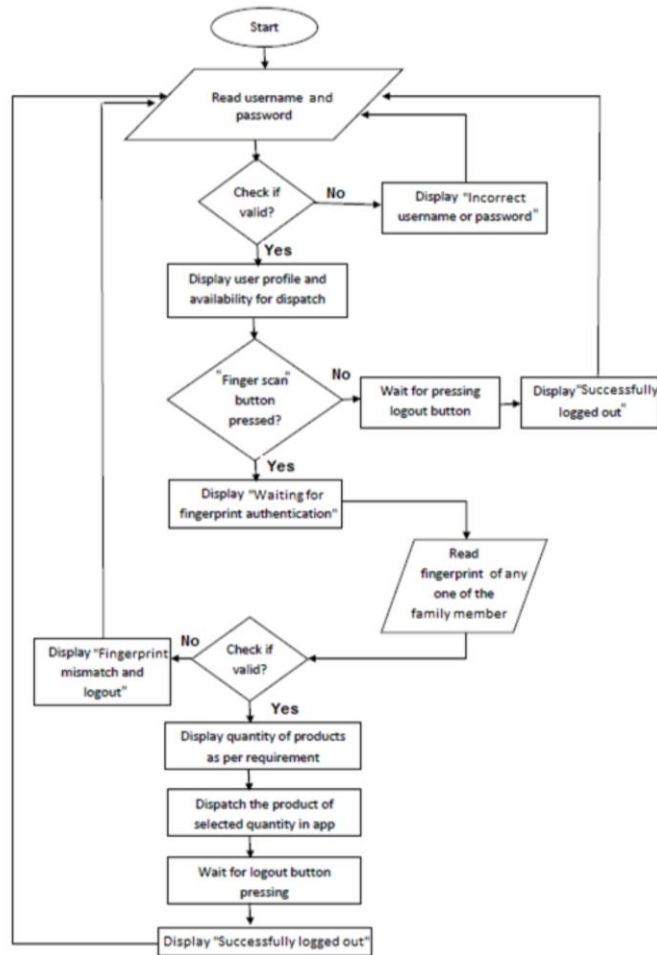 Start
Read username and
password
Check if
valid?
No
Display "Incorrect
username or password"
Yes
Display user profile and
availability for dispatch
"Finger scan"
button
pressed?
No
Wait for pressing
logout button
Display "Successfully
logged out"
Yes
Display "Waiting for
fingerprint authentication"
Read
fingerprint of any
one of the
family member
Check if
valid?
No
Display "Fingerprint
mismatch and
logout"
Yes
Display quantity of products
as per requirement
Dispatch the product of
selected quantity in app
Wait for logout button
pressing
Display "Successfully logged out"